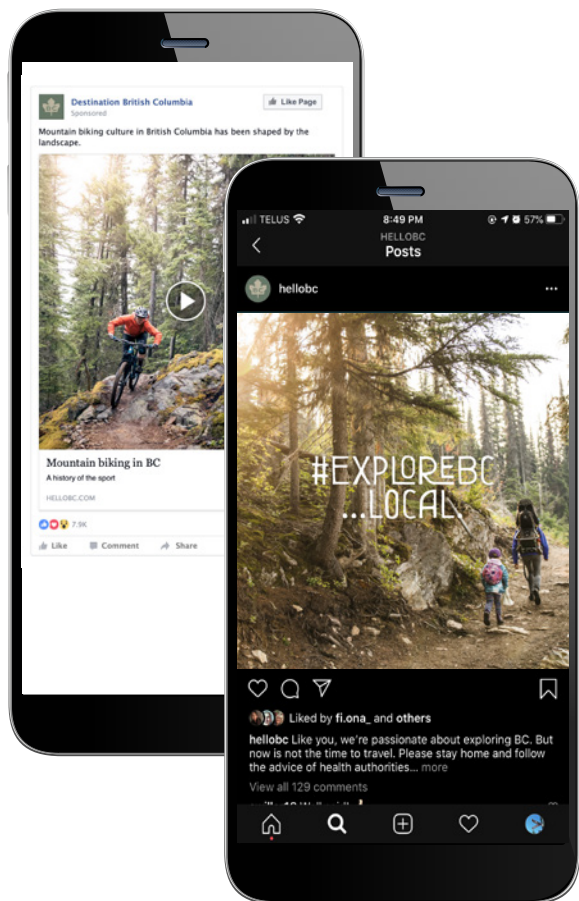 Destination British Columbia
Sponsored
Like Page
Mountain biking culture in British Columbia has been shaped by the
landscape.
Mountain biking in BC
A history of the sport
HELLOBC.COM
7.9K
Like Comment Share
TELUS 8:49 PM 57%
HELLOBC
Posts
hellobc
#EXPLOREBC
...LOCAL.
Liked by fi.ona_ and others
hellobc Like you, we're passionate about exploring BC. But
now is not the time to travel. Please stay home and follow
the advice of health authorities... more
View all 129 comments